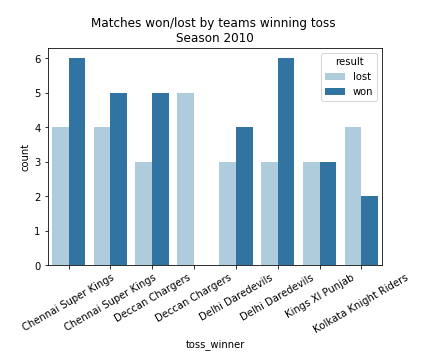 Matches won/lost by teams winning toss
Season 2010
result
lost
won
6
5
4
3
2
1
0
count
Chennai Super Kings
Chennai Super Kings
Deccan Chargers
Deccan Chargers
Delhi Daredevils
Delhi Daredevils
Kings XI Punjab
Kolkata Knight Riders
toss_winner